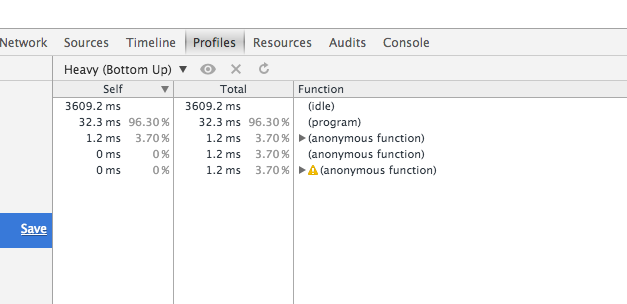 Network Sources Timeline Profiles Resources Audits Console
Heavy (Bottom Up) ▼
Self ▼ Total Function
3609.2 ms 3609.2 ms (idle)
32.3 ms 96.30 % 32.3 ms 96.30 % (program)
1.2 ms 3.70 % 1.2 ms 3.70 % (anonymous function)
0 ms 0 % 1.2 ms 3.70 % (anonymous function)
0 ms 0 % 1.2 ms 3.70 % (anonymous function)
Save